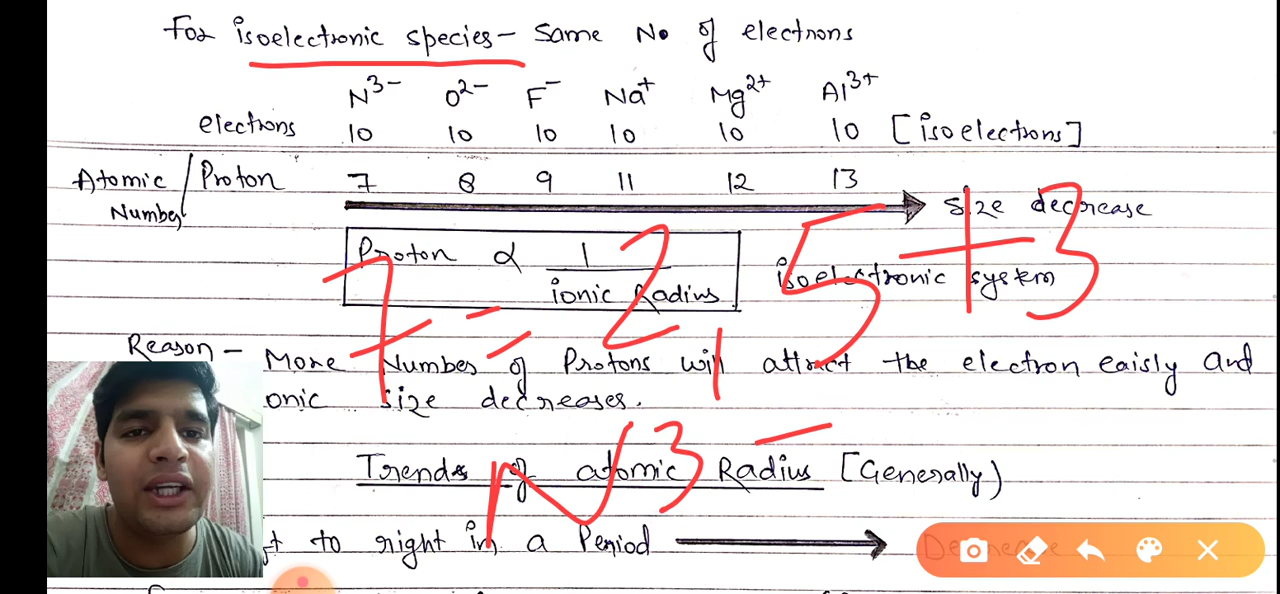 For isoelectronic species - Same No of electrons
N³⁻ O²⁻ F⁻ Na⁺ Mg²⁺ Al³⁺
electrons 10 10 10 10 10 10 [isoelectrons]
Atomic / Proton 7 8 9 11 12 13
Number
Size decrease
Proton ∝ 1 / ionic Radius
isoelectronic system
7 = 2, 5 + 3
Reason - More Number of Protons will attract the electron eaisly and
onic size decreases.
N 3-
Trends of atomic Radius [Generally)
to right in a Period